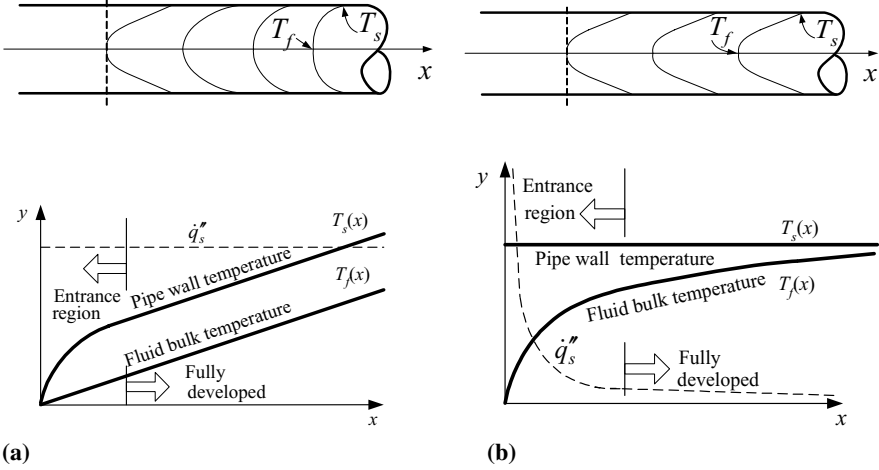 T_f
T_s
x
y
q̇″_s
T_s(x)
Pipe wall temperature
T_f(x)
Entrance
region
Fluid bulk temperature
Fully
developed
x
(a)
T_f
T_s
x
y
Entrance
region
T_s(x)
Pipe wall temperature
Fluid bulk temperature
T_f(x)
q̇″_s
Fully
developed
x
(b)